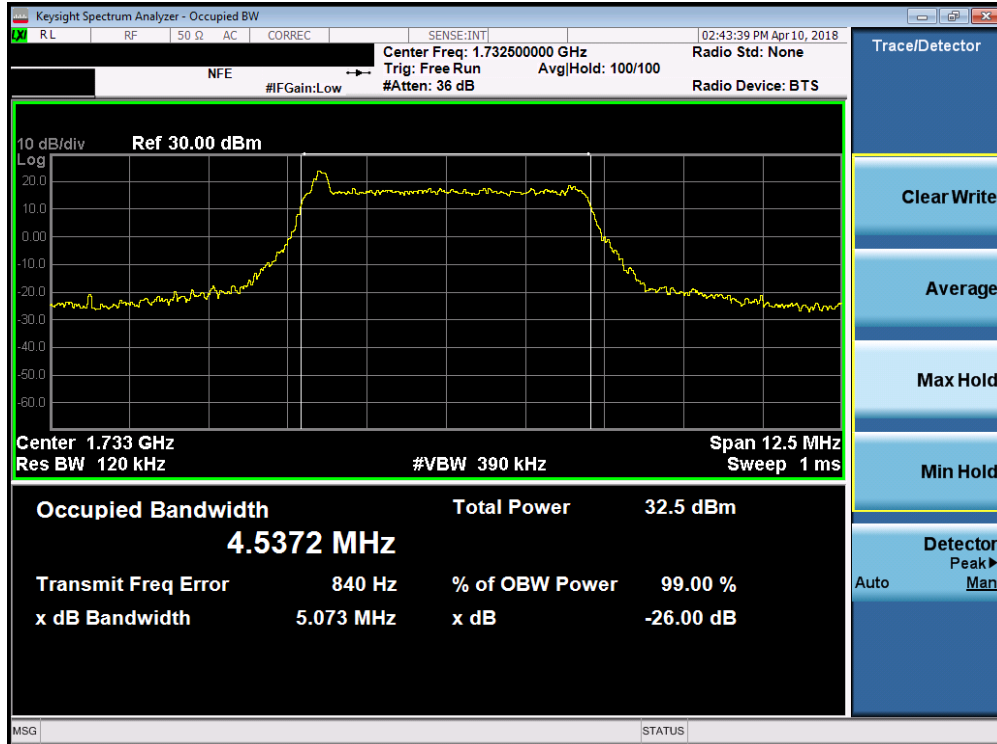 Keysight Spectrum Analyzer - Occupied BW
LXI RL RF 50 Ω AC CORREC SENSE:INT 02:43:39 PM Apr 10, 2018
Center Freq: 1.732500000 GHz Radio Std: None
NFE Trig: Free Run Avg|Hold: 100/100
#IFGain:Low #Atten: 36 dB Radio Device: BTS
10 dB/div Ref 30.00 dBm
Log
20.0
10.0
0.00
-10.0
-20.0
-30.0
-40.0
-50.0
-60.0
Center 1.733 GHz Span 12.5 MHz
Res BW 120 kHz #VBW 390 kHz Sweep 1 ms
Occupied Bandwidth Total Power 32.5 dBm
4.5372 MHz
Transmit Freq Error 840 Hz % of OBW Power 99.00 %
x dB Bandwidth 5.073 MHz x dB -26.00 dB
MSG STATUS
Trace/Detector
Clear Write
Average
Max Hold
Min Hold
Detector
Peak▶
Auto Man